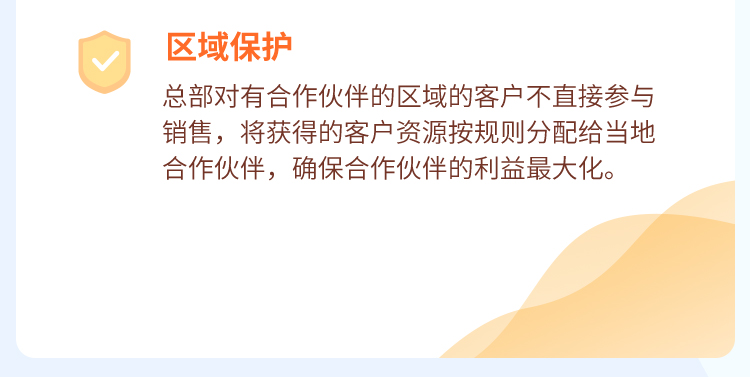 区域保护
总部对有合作伙伴的区域的客户不直接参与
销售，将获得的客户资源按规则分配给当地
合作伙伴，确保合作伙伴的利益最大化。